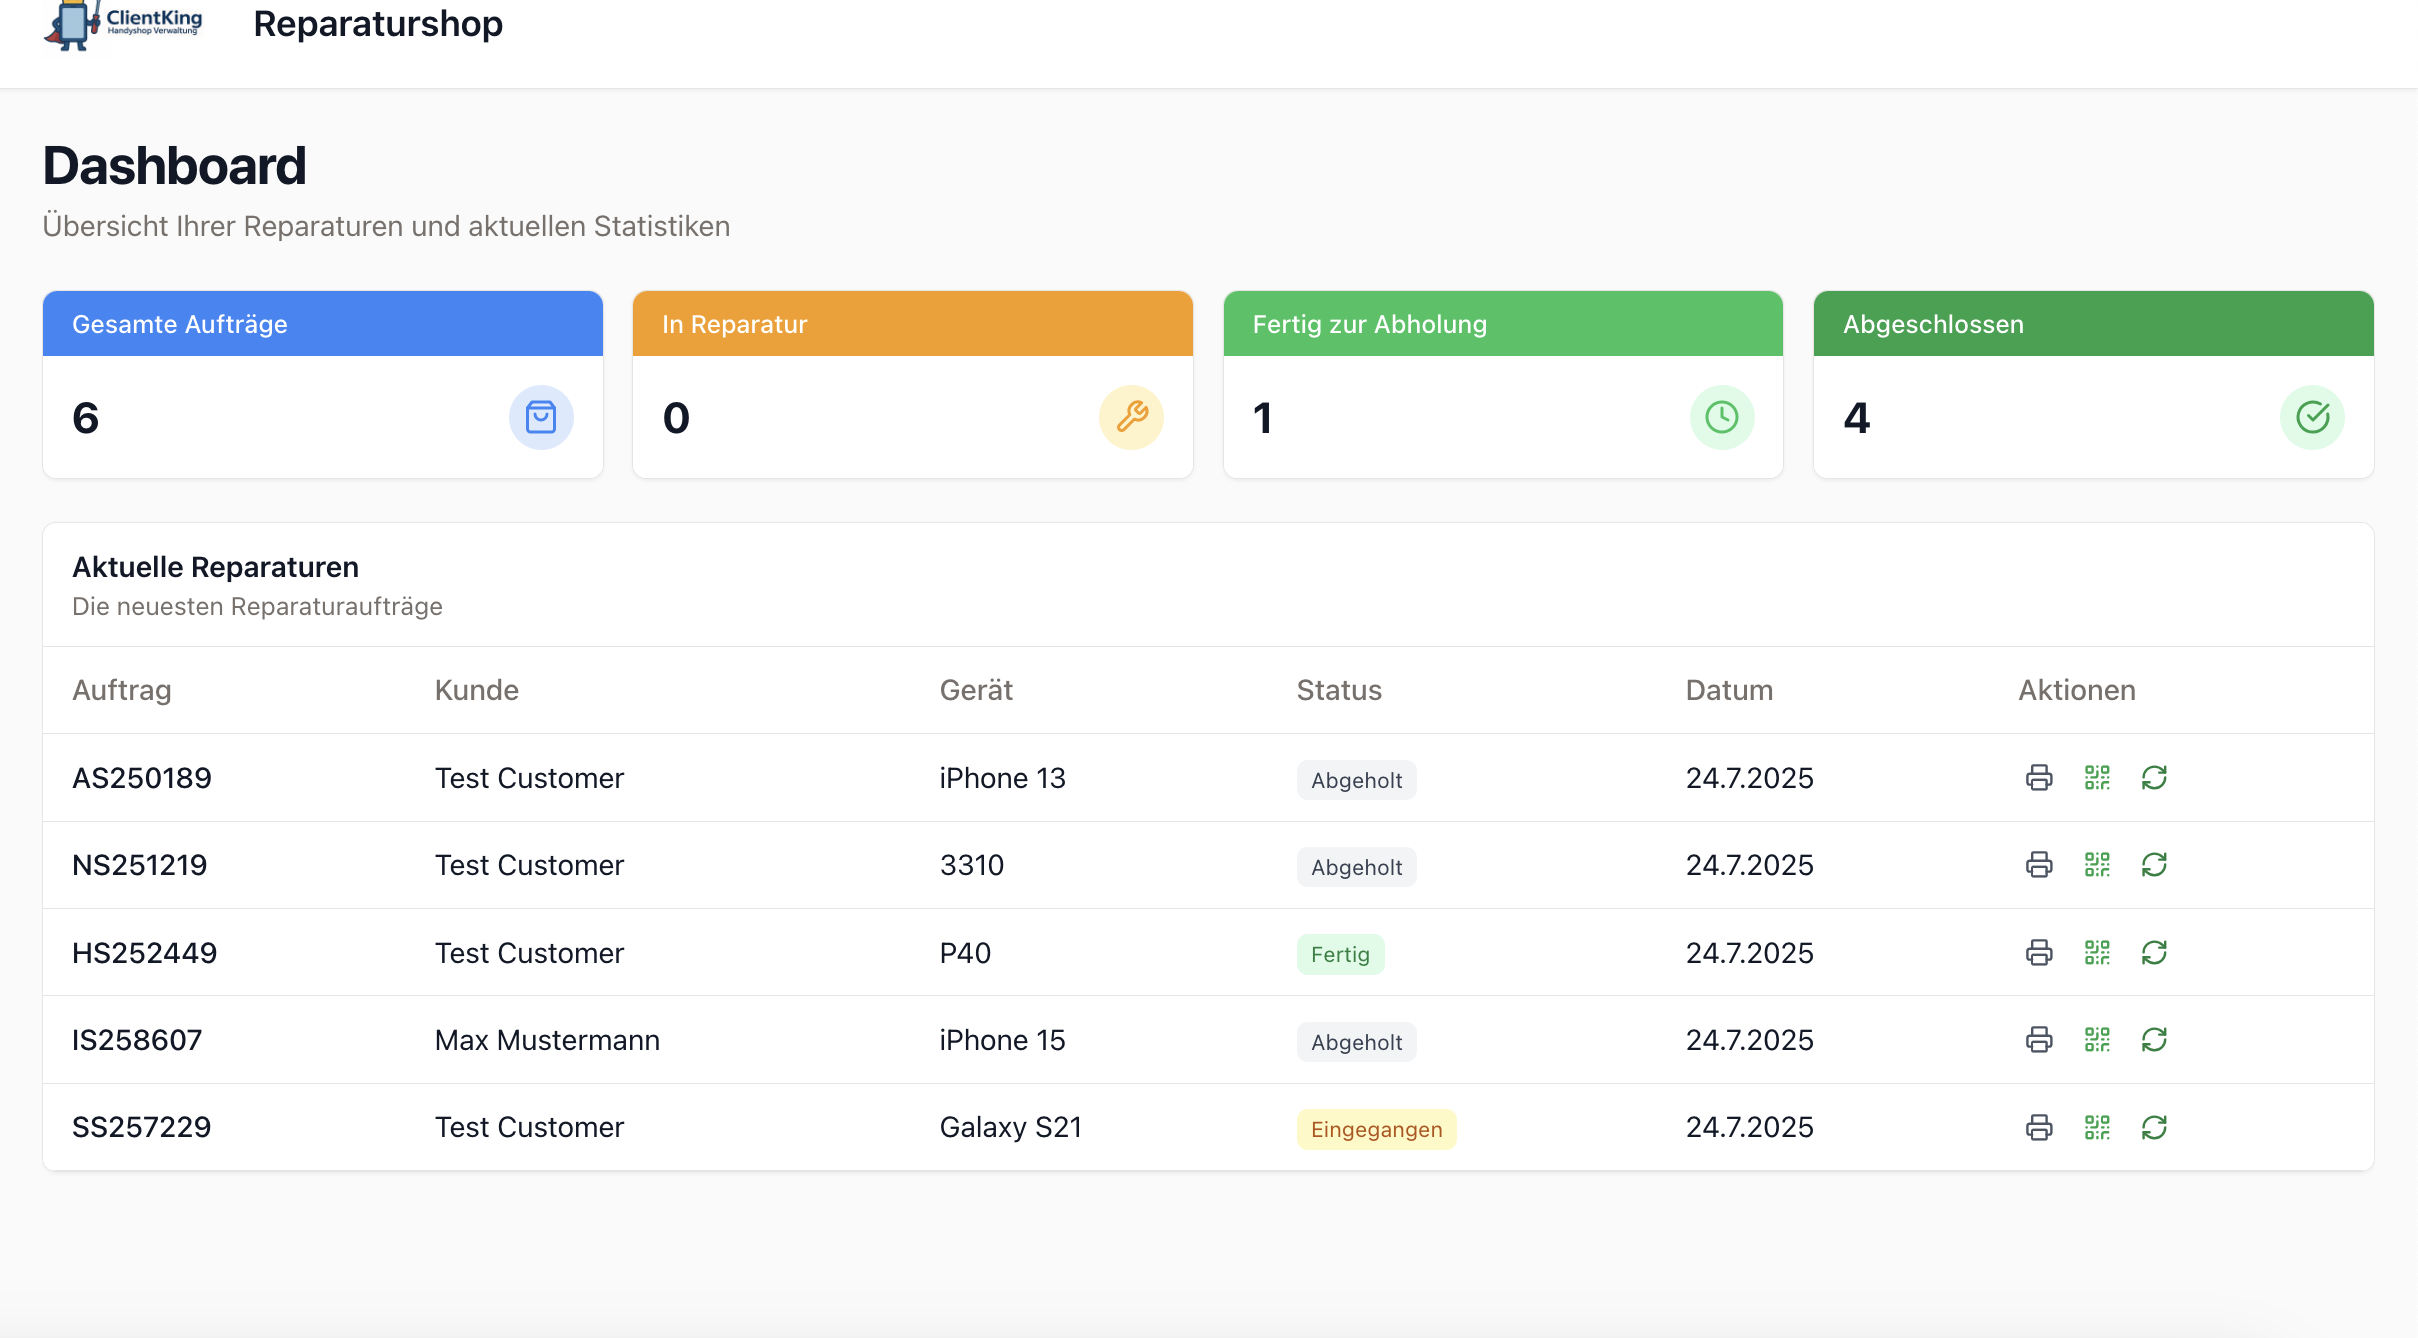 ClientKing
Handyshop Verwaltung
Reparaturshop
Dashboard
Übersicht Ihrer Reparaturen und aktuellen Statistiken
Gesamte Aufträge
6
In Reparatur
0
Fertig zur Abholung
1
Abgeschlossen
4
Aktuelle Reparaturen
Die neuesten Reparaturaufträge
Auftrag Kunde Gerät Status Datum Aktionen
AS250189 Test Customer iPhone 13 Abgeholt 24.7.2025
NS251219 Test Customer 3310 Abgeholt 24.7.2025
HS252449 Test Customer P40 Fertig 24.7.2025
IS258607 Max Mustermann iPhone 15 Abgeholt 24.7.2025
SS257229 Test Customer Galaxy S21 Eingegangen 24.7.2025